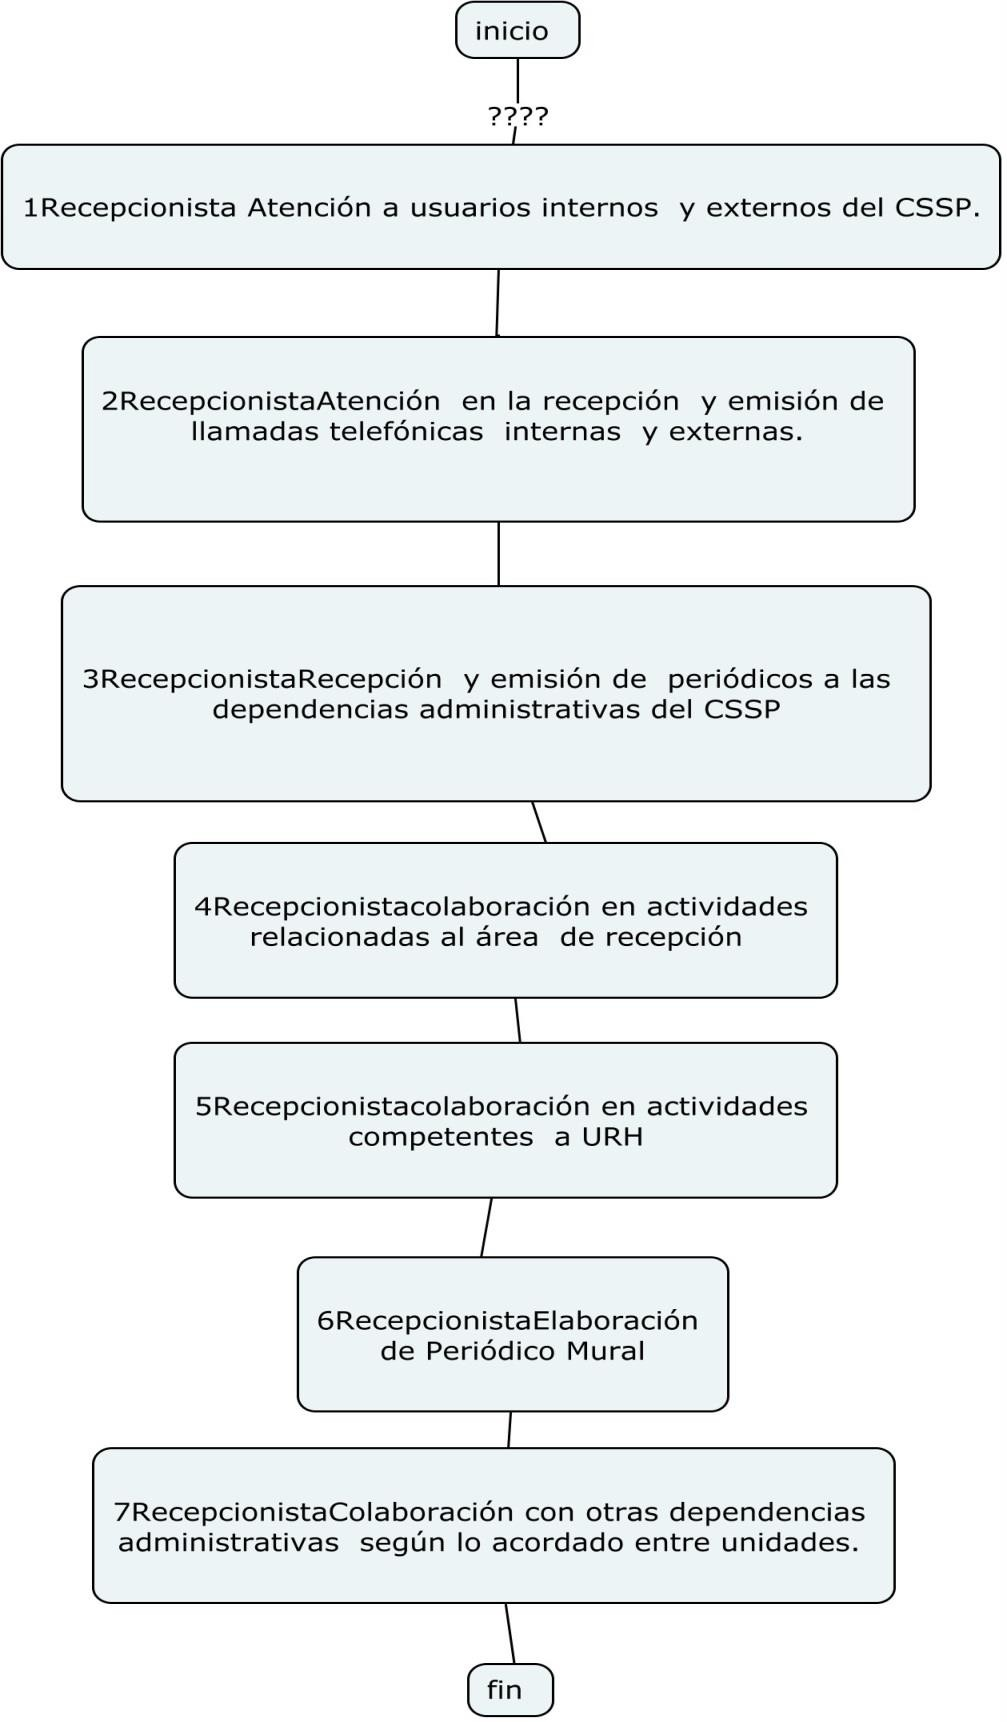 inicio
????
1Recepcionista Atención a usuarios internos  y externos del CSSP.
2RecepcionistaAtención  en la recepción  y emisión de
llamadas telefónicas  internas  y externas.
3RecepcionistaRecepción  y emisión de  periódicos a las
dependencias administrativas del CSSP
4Recepcionistacolaboración en actividades
relacionadas al área  de recepción
5Recepcionistacolaboración en actividades
competentes  a URH
6RecepcionistaElaboración
de Periódico Mural
7RecepcionistaColaboración con otras dependencias
administrativas  según lo acordado entre unidades.
fin